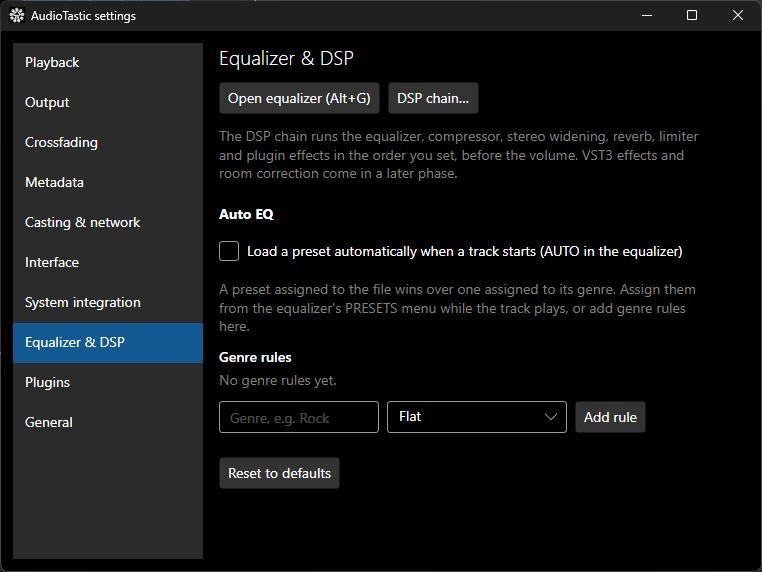 AudioTastic settings
Playback
Output
Crossfading
Metadata
Casting & network
Interface
System integration
Equalizer & DSP
Plugins
General
Equalizer & DSP
Open equalizer (Alt+G)
DSP chain...
The DSP chain runs the equalizer, compressor, stereo widening, reverb, limiter
and plugin effects in the order you set, before the volume. VST3 effects and
room correction come in a later phase.
Auto EQ
Load a preset automatically when a track starts (AUTO in the equalizer)
A preset assigned to the file wins over one assigned to its genre. Assign them
from the equalizer's PRESETS menu while the track plays, or add genre rules
here.
Genre rules
No genre rules yet.
Genre, e.g. Rock
Flat
Add rule
Reset to defaults